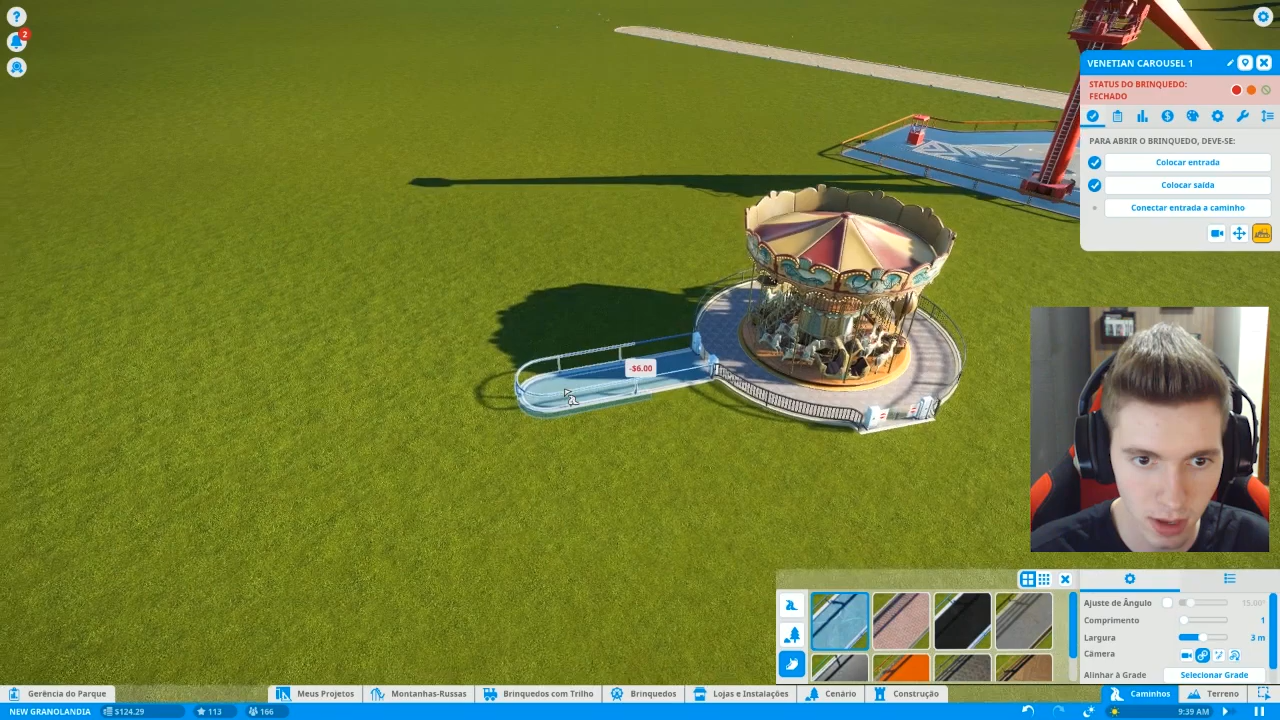 ?
2
VENETIAN CAROUSEL 1
STATUS DO BRINQUEDO:
FECHADO
PARA ABRIR O BRINQUEDO, DEVE-SE:
Colocar entrada
Colocar saída
Conectar entrada a caminho
-$6.00
Ajuste de Ângulo
15.00°
Comprimento
1
Largura
3 m
Câmera
Alinhar à Grade
Selecionar Grade
Gerência do Parque
Meus Projetos
Montanhas-Russas
Brinquedos com Trilho
Brinquedos
Lojas e Instalações
Cenário
Construção
Caminhos
Terreno
NEW GRANOLANDIA
$124.29
113
166
9:39 AM